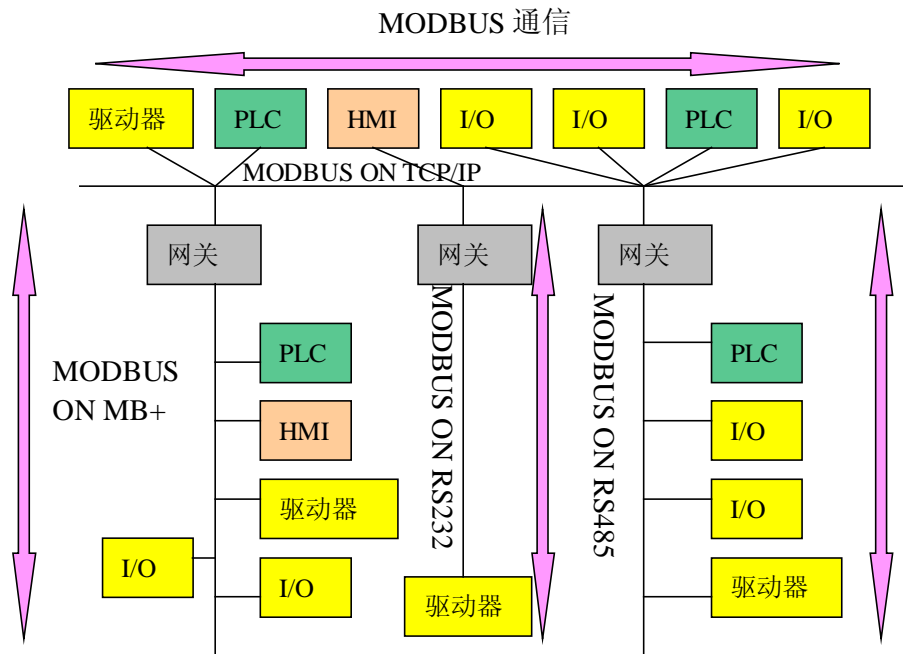 MODBUS 通信
驱动器
PLC
HMI
I/O
I/O
PLC
I/O
MODBUS ON TCP/IP
网关
网关
网关
MODBUS
ON MB+
PLC
HMI
驱动器
I/O
I/O
MODBUS ON RS232
驱动器
MODBUS ON RS485
PLC
I/O
I/O
驱动器